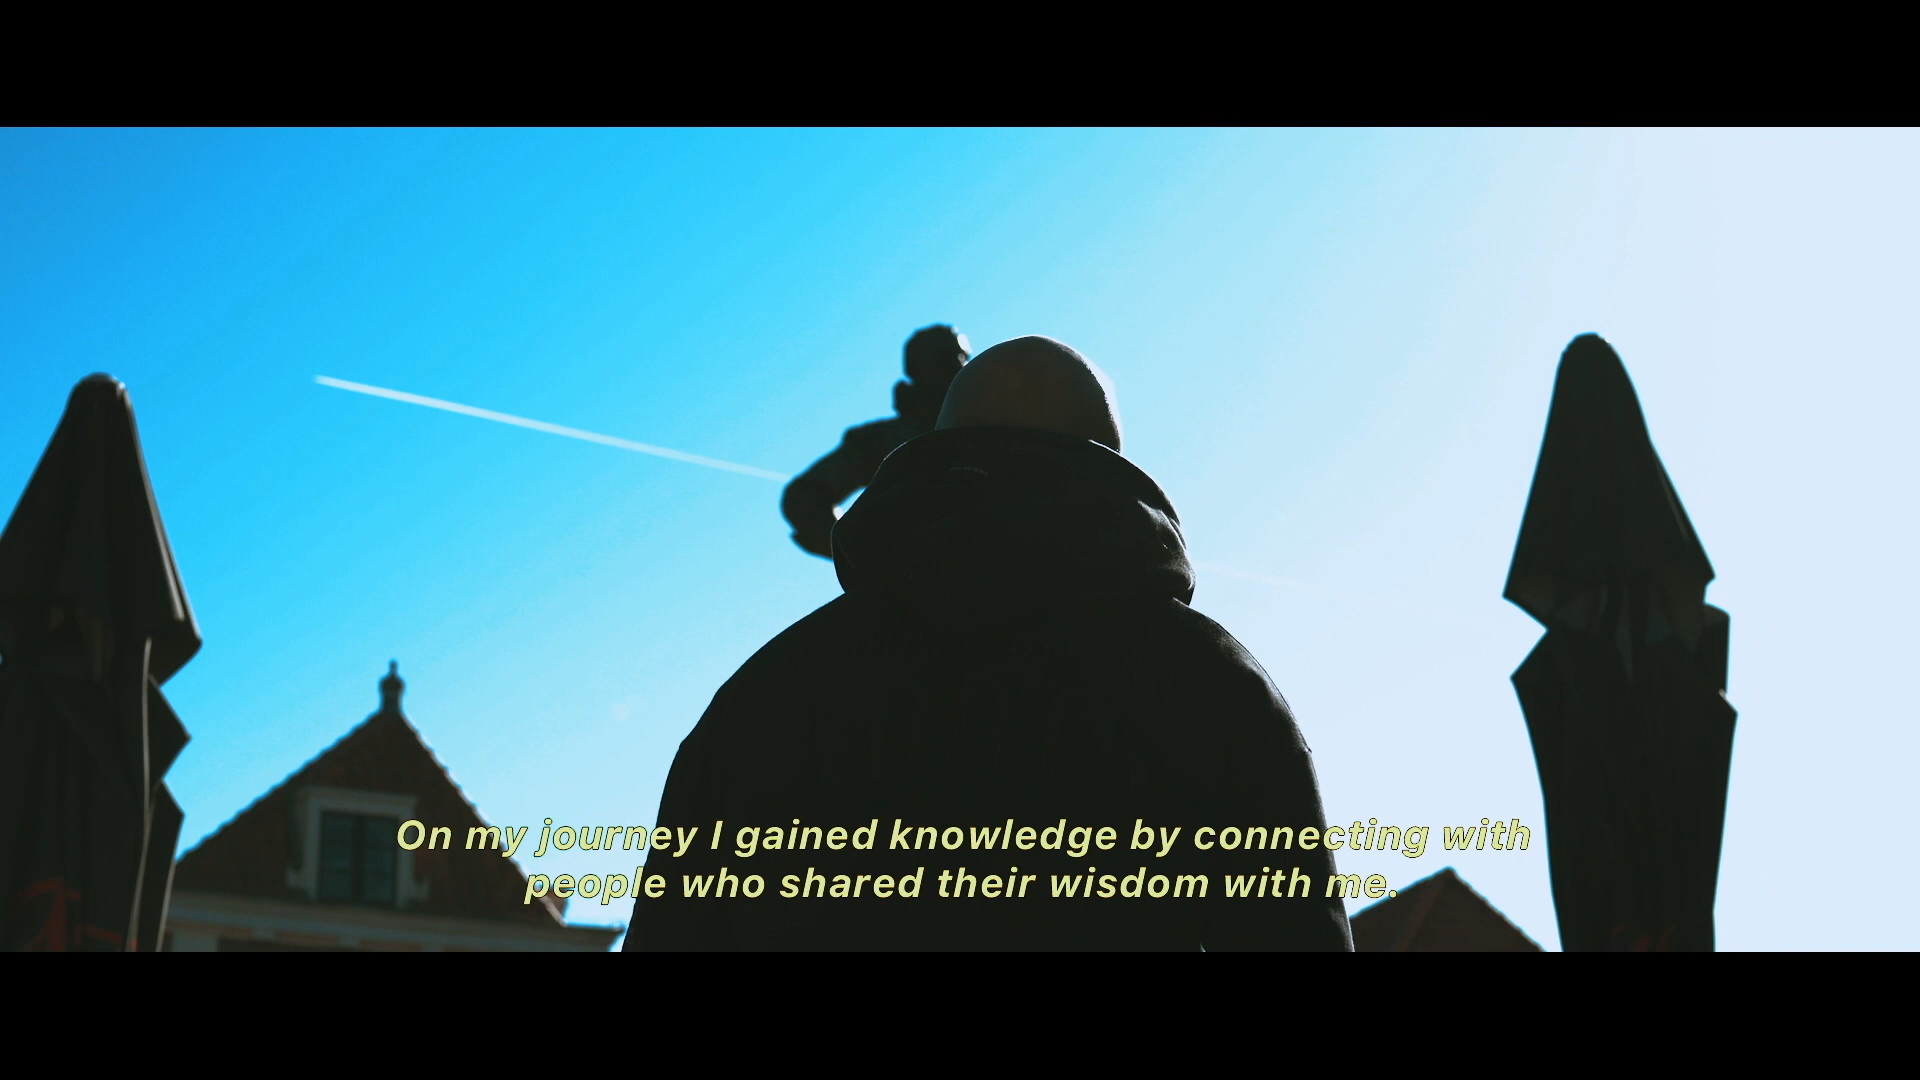 On my journey I gained knowledge by connecting with
people who shared their wisdom with me.